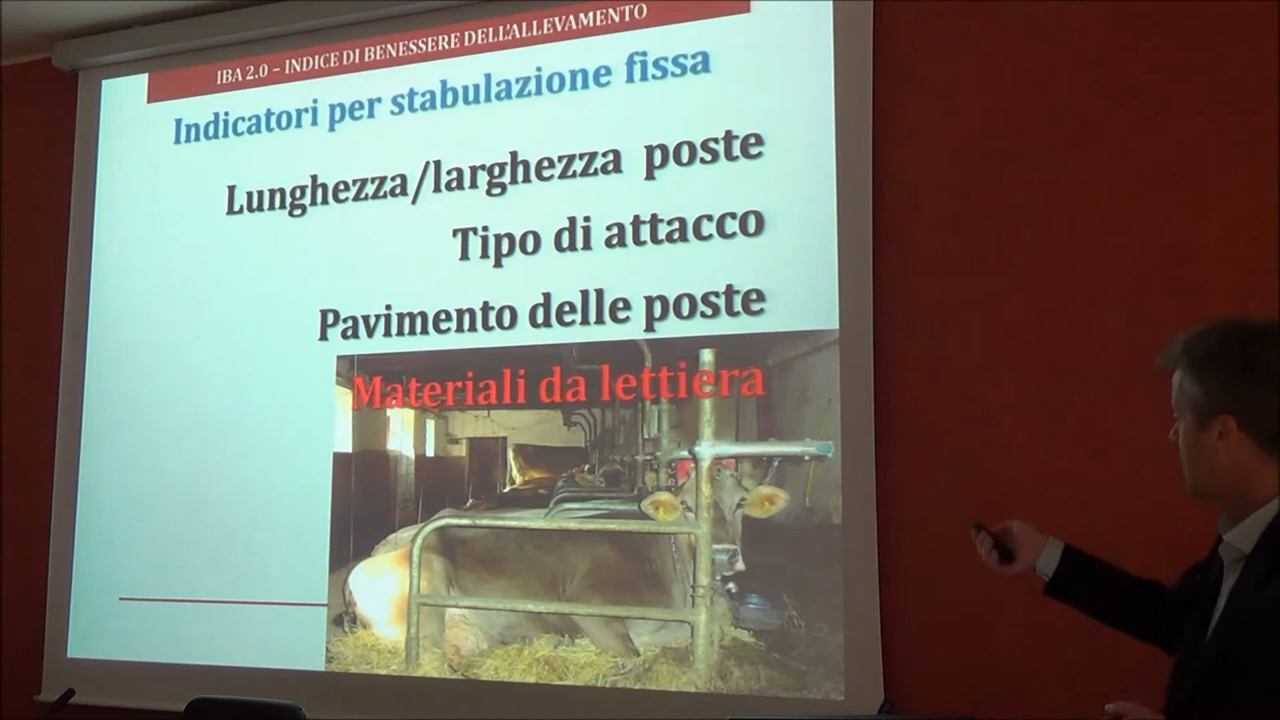 IBA 2.0 – INDICE DI BENESSERE DELL'ALLEVAMENTO
Indicatori per stabulazione fissa
Lunghezza/larghezza poste
Tipo di attacco
Pavimento delle poste
Materiali da lettiera